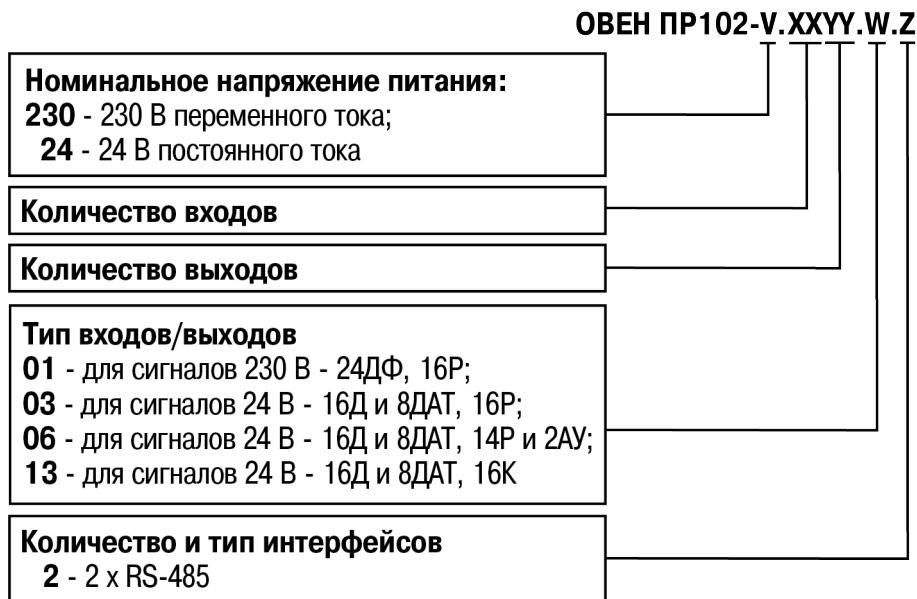 ОВЕН ПР102-V.XXYY.W.Z
Номинальное напряжение питания:
230 - 230 В переменного тока;
24 - 24 В постоянного тока
Количество входов
Количество выходов
Тип входов/выходов
01 - для сигналов 230 В - 24ДФ, 16Р;
03 - для сигналов 24 В - 16Д и 8ДАТ, 16Р;
06 - для сигналов 24 В - 16Д и 8ДАТ, 14Р и 2АУ;
13 - для сигналов 24 В - 16Д и 8ДАТ, 16К
Количество и тип интерфейсов
2 - 2 x RS-485